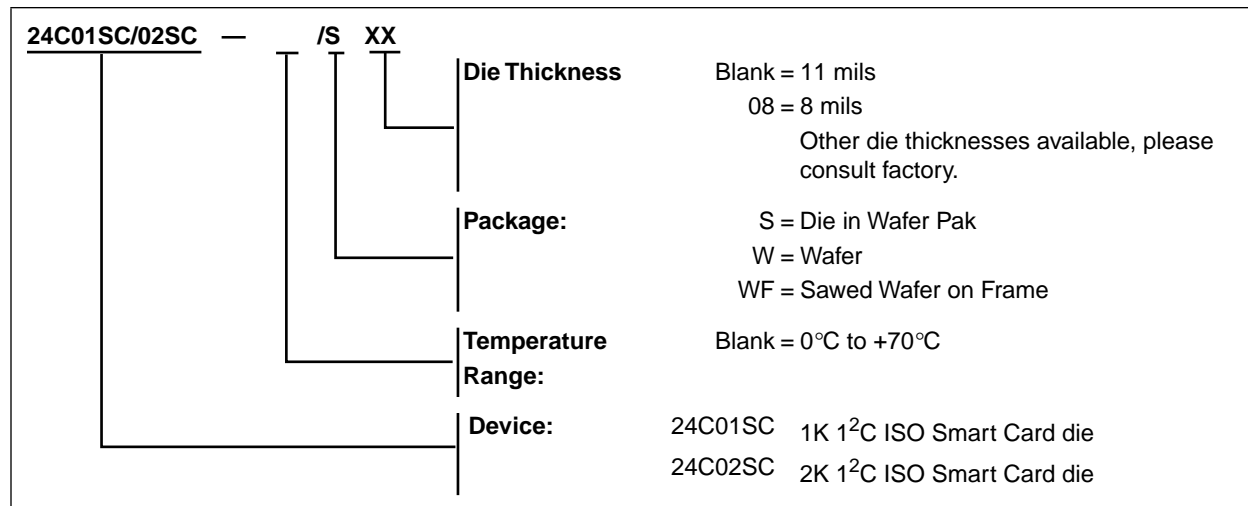 24C01SC/02SC — _ /S XX
Die Thickness Blank = 11 mils
08 = 8 mils
Other die thicknesses available, please
consult factory.
Package: S = Die in Wafer Pak
W = Wafer
WF = Sawed Wafer on Frame
Temperature Blank = 0°C to +70°C
Range:
Device: 24C01SC 1K 1²C ISO Smart Card die
24C02SC 2K 1²C ISO Smart Card die